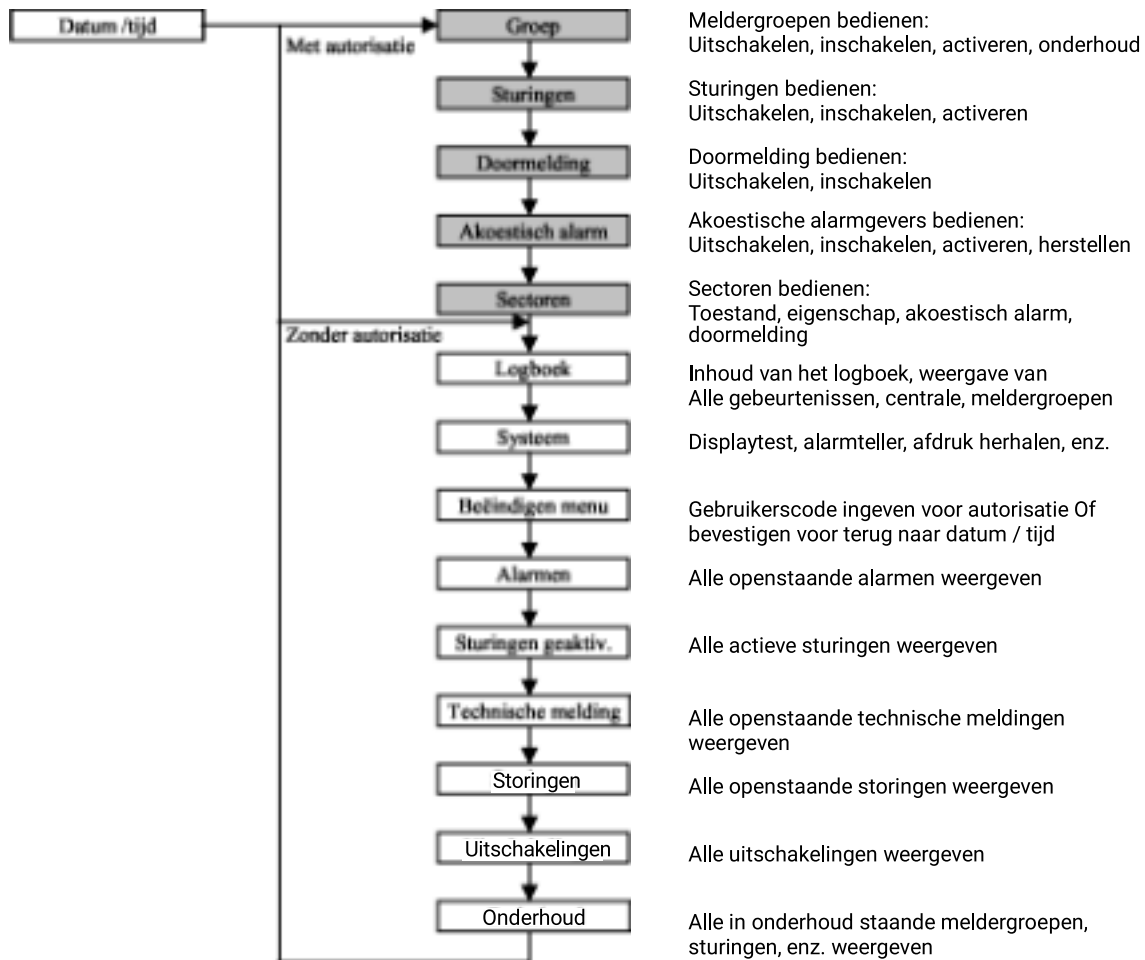 Datum /tijd
Met autorisatie
Groep
Meldergroepen bedienen:
Uitschakelen, inschakelen, activeren, onderhoud
Sturingen
Sturingen bedienen:
Uitschakelen, inschakelen, activeren
Doormelding
Doormelding bedienen:
Uitschakelen, inschakelen
Akoestisch alarm
Akoestische alarmgevers bedienen:
Uitschakelen, inschakelen, activeren, herstellen
Sectoren
Sectoren bedienen:
Toestand, eigenschap, akoestisch alarm,
doormelding
Zonder autorisatie
Logboek
Inhoud van het logboek, weergave van
Alle gebeurtenissen, centrale, meldergroepen
Systeem
Displaytest, alarmteller, afdruk herhalen, enz.
Beëindigen menu
Gebruikerscode ingeven voor autorisatie Of
bevestigen voor terug naar datum / tijd
Alarmen
Alle openstaande alarmen weergeven
Sturingen geaktiv.
Alle actieve sturingen weergeven
Technische melding
Alle openstaande technische meldingen
weergeven
Storingen
Alle openstaande storingen weergeven
Uitschakelingen
Alle uitschakelingen weergeven
Onderhoud
Alle in onderhoud staande meldergroepen,
sturingen, enz. weergeven